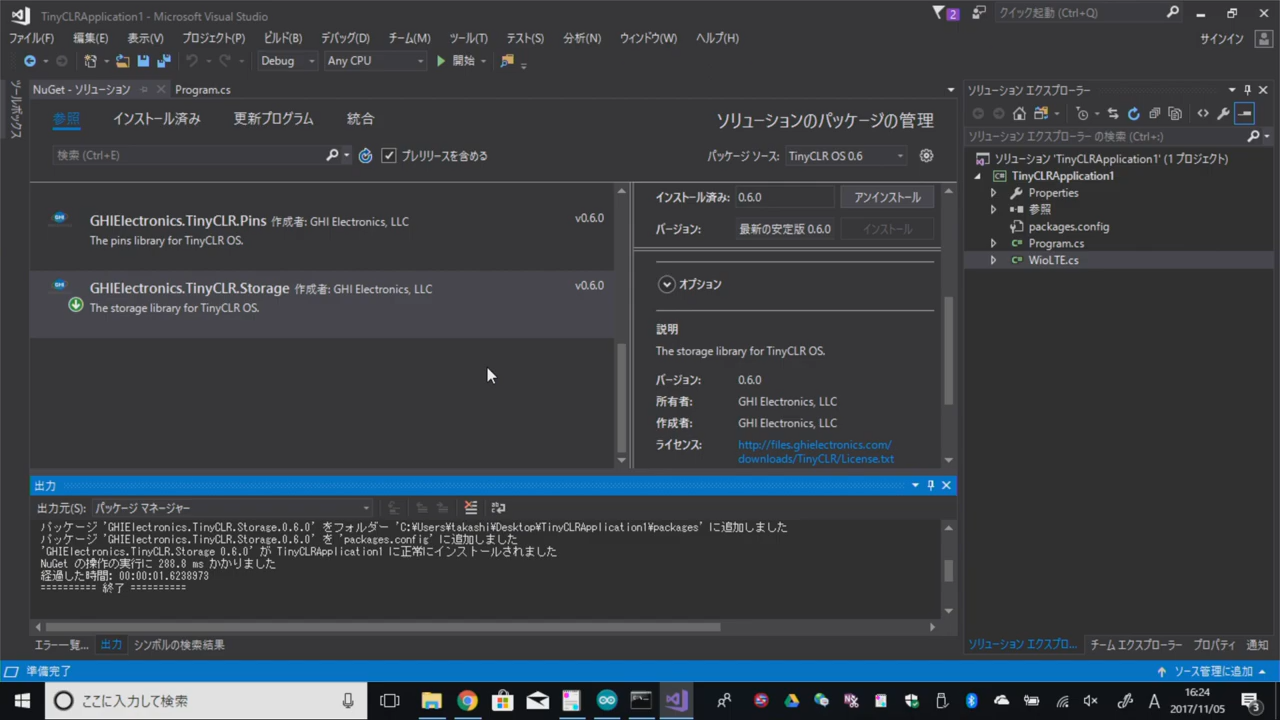 TinyCLRApplication1 - Microsoft Visual Studio
2
クイック起動 (Ctrl+Q)
ファイル(F) 編集(E) 表示(V) プロジェクト(P) ビルド(B) デバッグ(D) チーム(M) ツール(T) テスト(S) 分析(N) ウィンドウ(W) ヘルプ(H)
サインイン
Debug Any CPU 開始
ツールボックス
NuGet - ソリューション Program.cs
参照 インストール済み 更新プログラム 統合
ソリューションのパッケージの管理
検索 (Ctrl+E) プレリリースを含める
パッケージ ソース: TinyCLR OS 0.6
GHIElectronics.TinyCLR.Pins 作成者: GHI Electronics, LLC v0.6.0
The pins library for TinyCLR OS.
GHIElectronics.TinyCLR.Storage 作成者: GHI Electronics, LLC v0.6.0
The storage library for TinyCLR OS.
インストール済み: 0.6.0 アンインストール
バージョン: 最新の安定版 0.6.0 インストール
オプション
説明
The storage library for TinyCLR OS.
バージョン: 0.6.0
所有者: GHI Electronics, LLC
作成者: GHI Electronics, LLC
ライセンス: http://files.ghielectronics.com/
downloads/TinyCLR/License.txt
ソリューション エクスプローラー
ソリューション エクスプローラー の検索 (Ctrl+;)
ソリューション 'TinyCLRApplication1' (1 プロジェクト)
TinyCLRApplication1
Properties
参照
packages.config
Program.cs
WioLTE.cs
出力
出力元(S): パッケージ マネージャー
パッケージ 'GHIElectronics.TinyCLR.Storage.0.6.0' をフォルダー 'C:¥Users¥takashi¥Desktop¥TinyCLRApplication1¥packages' に追加しました
パッケージ 'GHIElectronics.TinyCLR.Storage.0.6.0' を 'packages.config' に追加しました
'GHIElectronics.TinyCLR.Storage 0.6.0' が TinyCLRApplication1 に正常にインストールされました
NuGet の操作の実行に 288.8 ms かかりました
経過した時間: 00:00:01.6238973
========== 終了 ==========
エラー一覧... 出力 シンボルの検索結果
ソリューション エクスプロ... チーム エクスプローラー プロパティ 通知
準備完了
ソース管理に追加
ここに入力して検索
A
16:24
2017/11/05
3